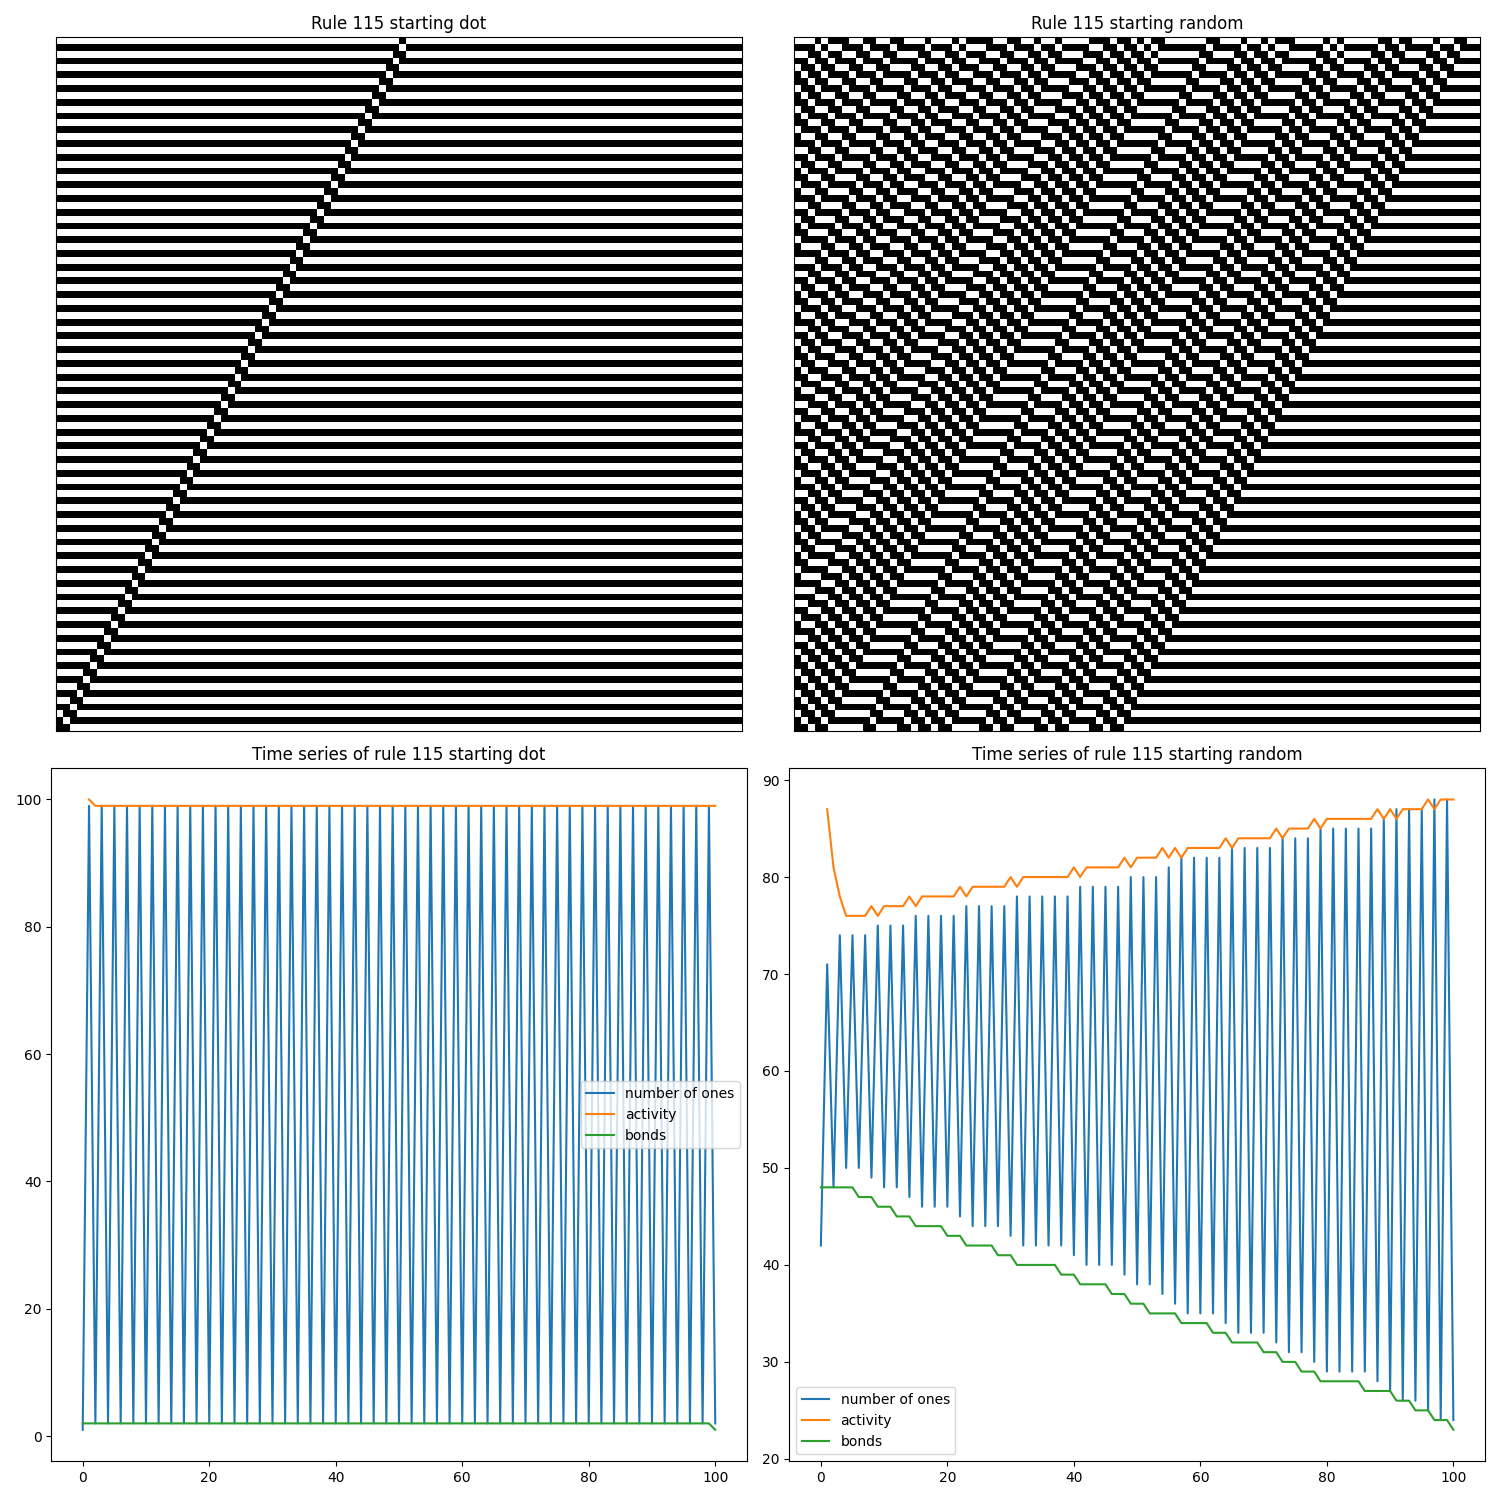 Rule 115 starting dot
Rule 115 starting random
Time series of rule 115 starting dot
100
80
60
40
20
0
number of ones
activity
bonds
0 20 40 60 80 100
Time series of rule 115 starting random
90
80
70
60
50
40
30
20
number of ones
activity
bonds
0 20 40 60 80 100